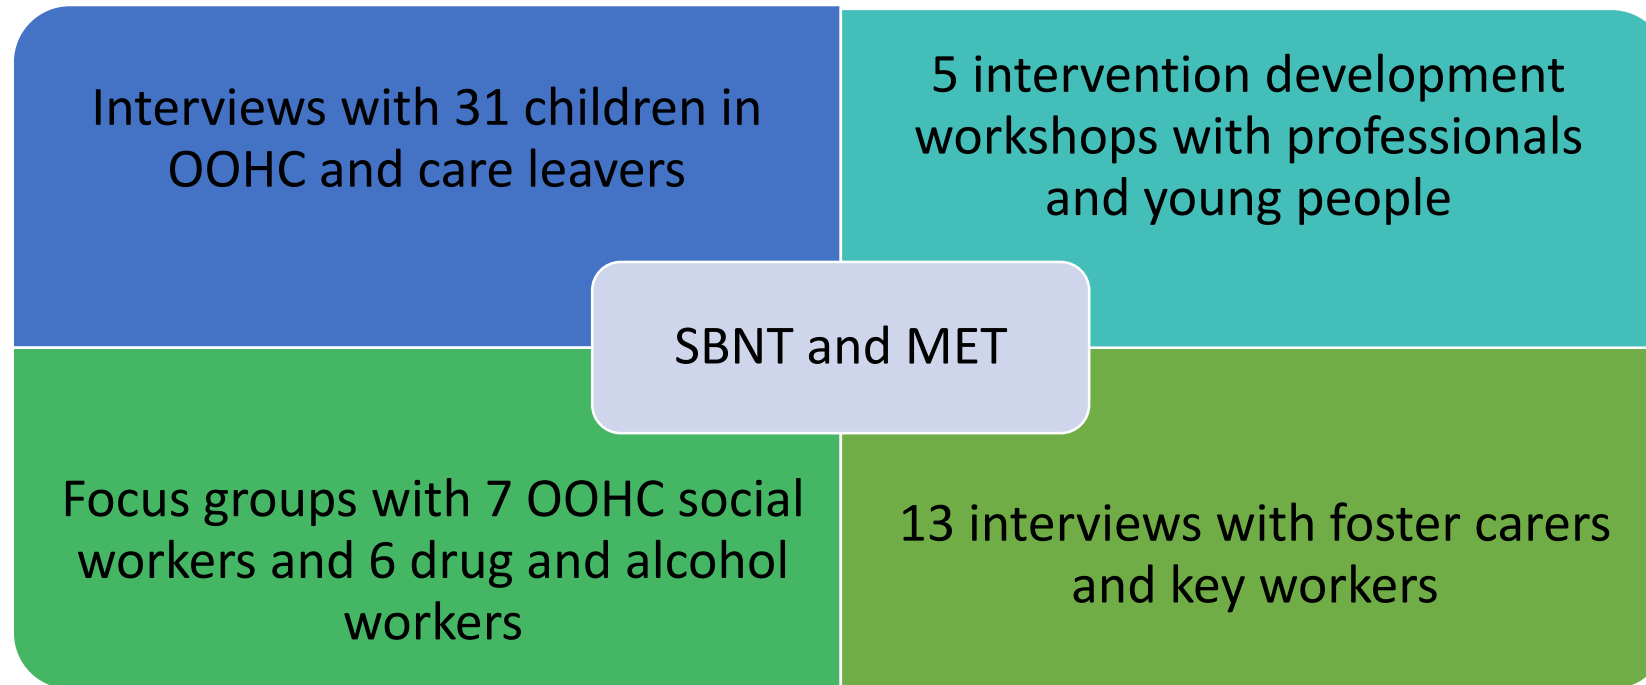 Interviews with 31 children in
OOHC and care leavers
5 intervention development
workshops with professionals
and young people
SBNT and MET
Focus groups with 7 OOHC social
workers and 6 drug and alcohol
workers
13 interviews with foster carers
and key workers